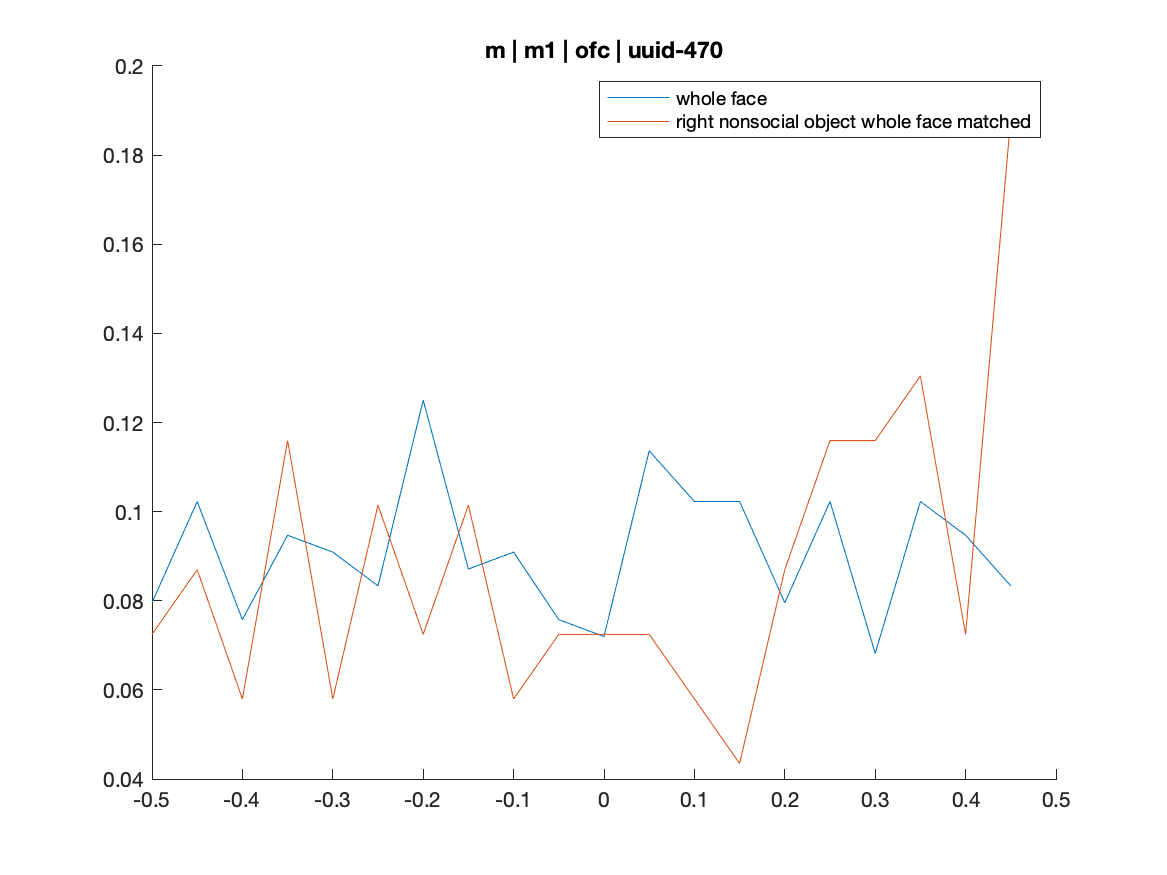 m | m1 | ofc | uuid-470
0.2
whole face
right nonsocial object whole face matched
0.18
0.16
0.14
0.12
0.1
0.08
0.06
0.04
-0.5 -0.4 -0.3 -0.2 -0.1 0 0.1 0.2 0.3 0.4 0.5